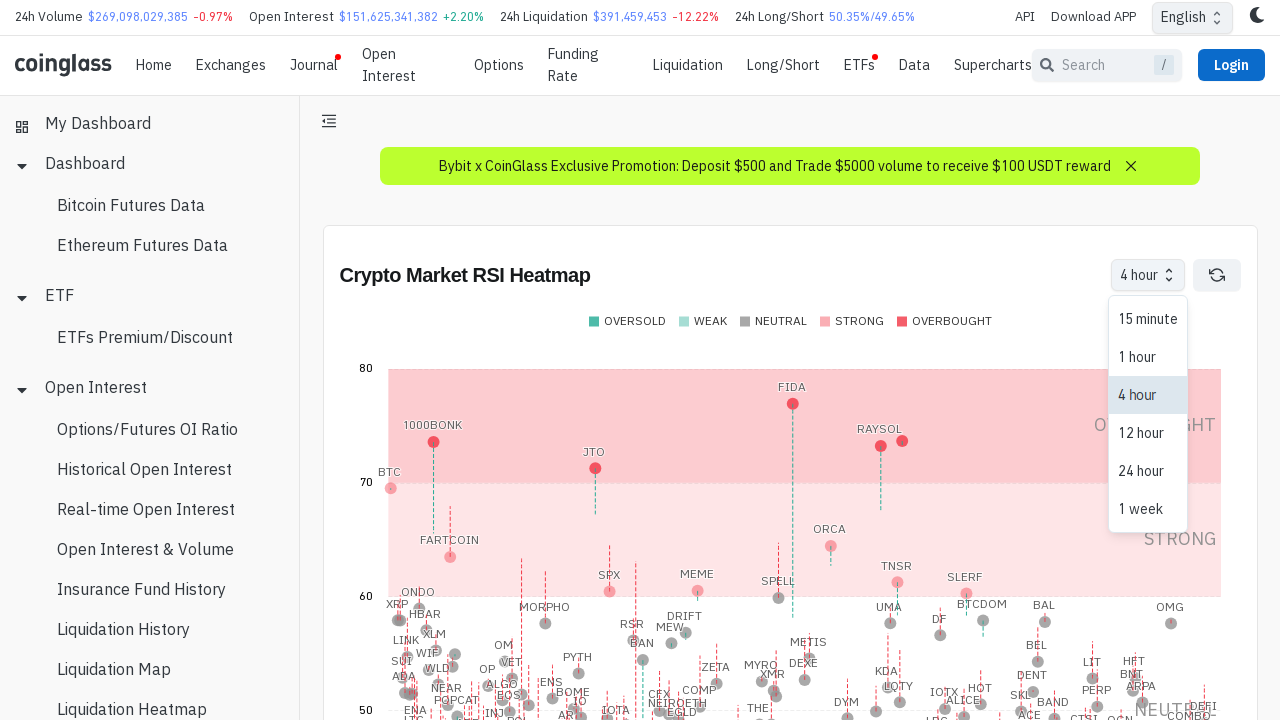 24h Volume $269,098,029,385 -0.97% Open Interest $151,625,341,382 +2.20% 24h Liquidation $391,459,453 -12.22% 24h Long/Short 50.35%/49.65% API Download APP English
coinglass Home Exchanges Journal Open Interest Options Funding Rate Liquidation Long/Short ETFs Data Supercharts Search / Login
My Dashboard
Dashboard
Bitcoin Futures Data
Ethereum Futures Data
ETF
ETFs Premium/Discount
Open Interest
Options/Futures OI Ratio
Historical Open Interest
Real-time Open Interest
Open Interest & Volume
Insurance Fund History
Liquidation History
Liquidation Map
Liquidation Heatmap
Bybit x CoinGlass Exclusive Promotion: Deposit $500 and Trade $5000 volume to receive $100 USDT reward
Crypto Market RSI Heatmap
4 hour
15 minute
1 hour
4 hour
12 hour
24 hour
1 week
OVERSOLD WEAK NEUTRAL STRONG OVERBOUGHT
80
FIDA
1000BONK
RAYSOL
JTO
BTC
70
ORCA
FARTCOIN
STRONG
TNSR
SPX MEME SPELL SLERF
60
ONDO
XRP MORPHO UMA BTCDOM BAL OMG
HBAR DRIFT DF
RSR MEW
XLM
LINK OM BAN METIS BEL
WIF PYTH
SUI VET MYRO DEXE LIT HFT
WLD OP ZETA XMR KDA DENT BNT
ADA ALGO ENS
NEAR BOME COMP LQTY IOTX HOT PERP ARPA
POPCAT EOS IO CFX NEIROETH ALICE SKL BAND
ENA INJ IOTA EGLD THE DYM ACE DEFI
50
NEUTRAL